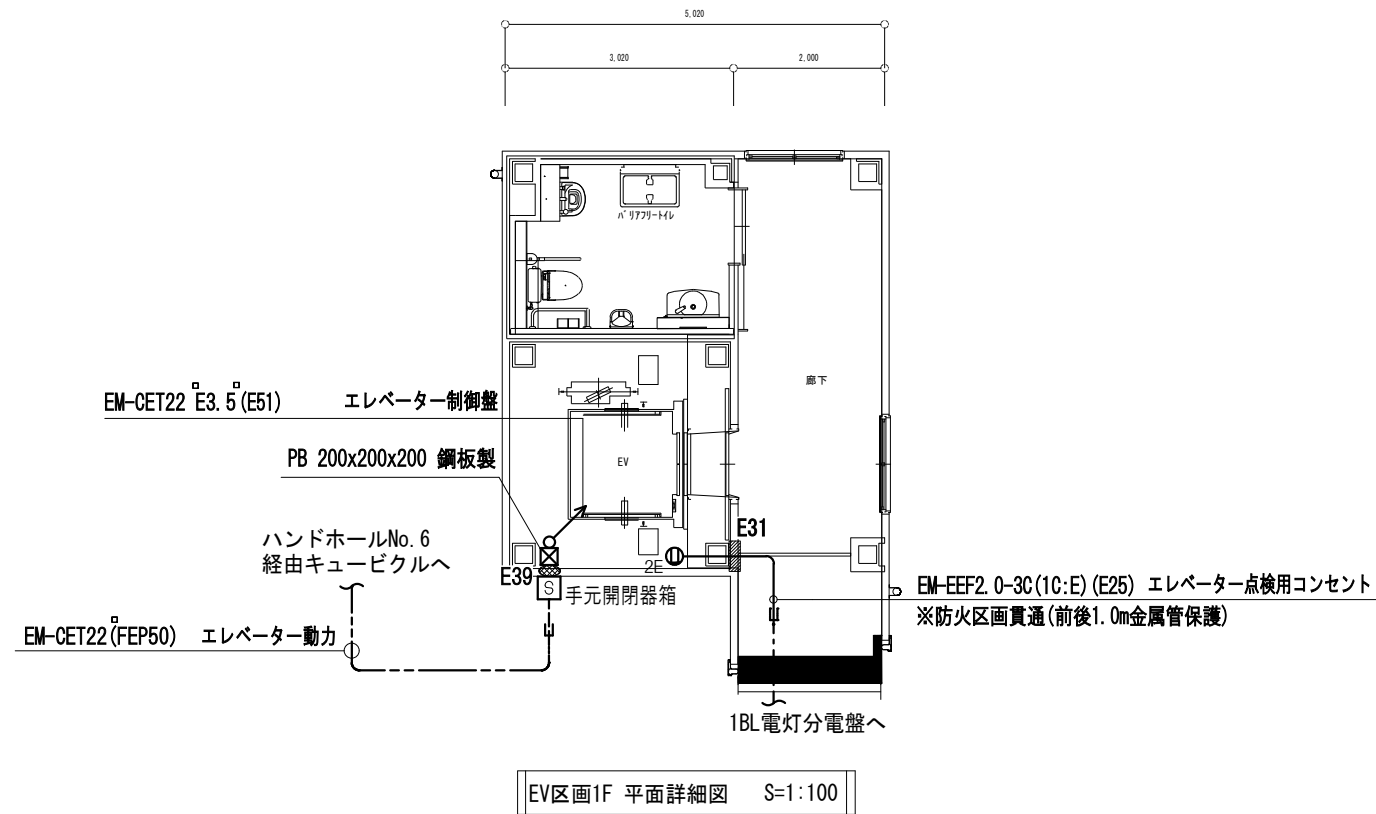 5,020
3,020
2,000
バリアフリートイレ
廊下
EM-CET22□ E3.5□(E51) エレベーター制御盤
PB 200x200x200 鋼板製
EV
E31
ハンドホールNo.6
経由キュービクルへ
E39
2E
S
手元開閉器箱
EM-EEF2.0-3C(1C:E)(E25) エレベーター点検用コンセント
※防火区画貫通(前後1.0m金属管保護)
EM-CET22□(FEP50) エレベーター動力
1BL電灯分電盤へ
EV区画1F 平面詳細図 S=1:100